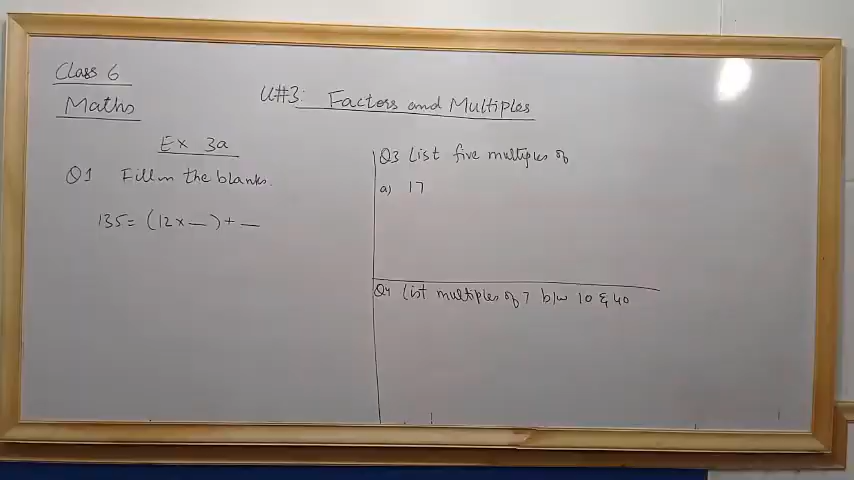 Class 6
Maths
U#3: Factors and Multiples
Ex 3a
Q1 Fill in the blanks.
135 = (12 x __ ) + __
Q3 List five multiples of
a) 17
Q4 List multiples of 7 b/w 10 & 40